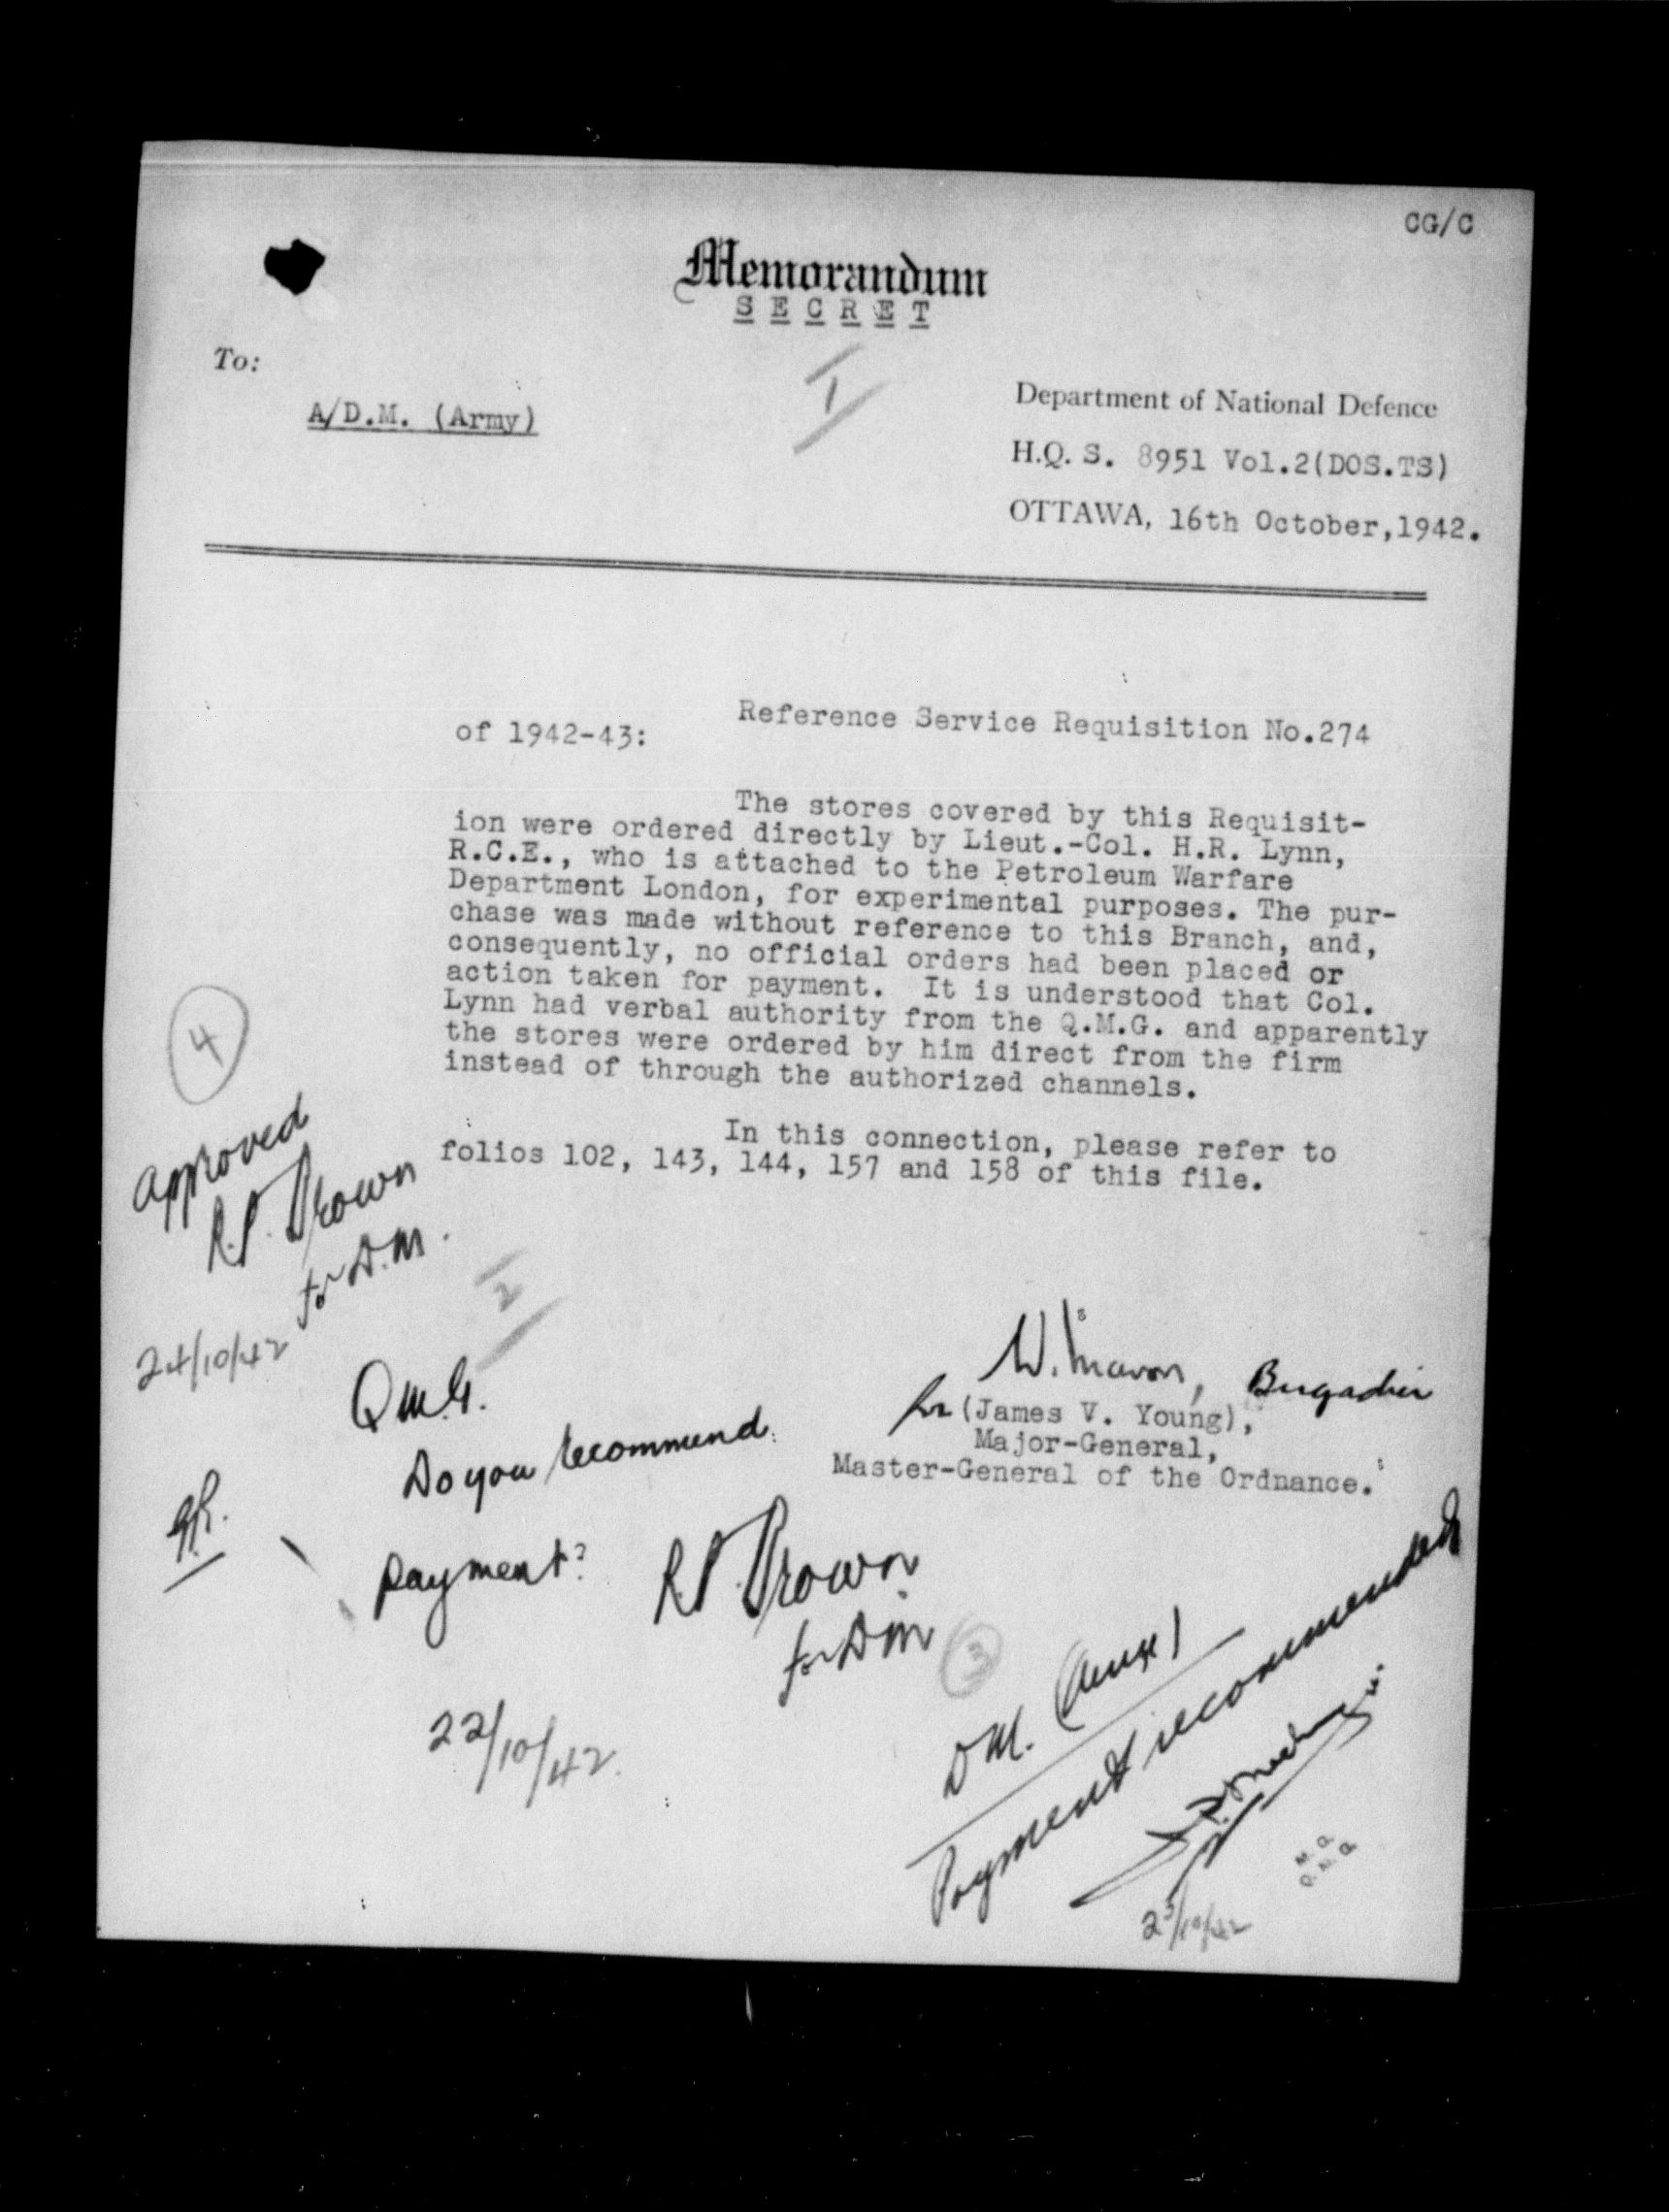 CG/C
Memorandum
SECRET
To:
A/D.M. (Army)
1
Department of National Defence
H.Q. S. 8951 Vol.2(DOS.TS)
OTTAWA, 16th October,1942.
Reference Service Requisition No.274
of 1942-43:
The stores covered by this Requisit-
ion were ordered directly by Lieut.-Col. H.R. Lynn,
R.C.E., who is attached to the Petroleum Warfare
Department London, for experimental purposes. The pur-
chase was made without reference to this Branch, and,
consequently, no official orders had been placed or
action taken for payment. It is understood that Col.
Lynn had verbal authority from the Q.M.G. and apparently
the stores were ordered by him direct from the firm
instead of through the authorized channels.
In this connection, please refer to
folios 102, 143, 144, 157 and 158 of this file.
4
approved
R.P. Brown
for D.M.
24/10/42
2
W. Mavor, Brigadier
for (James V. Young),
Major-General,
Master-General of the Ordnance.
Q.M.G.
Do you recommend
payment?
R.P. Brown
for D.M.
22/10/42.
3
D.M. (Army)
Payment recommended
23/10/42